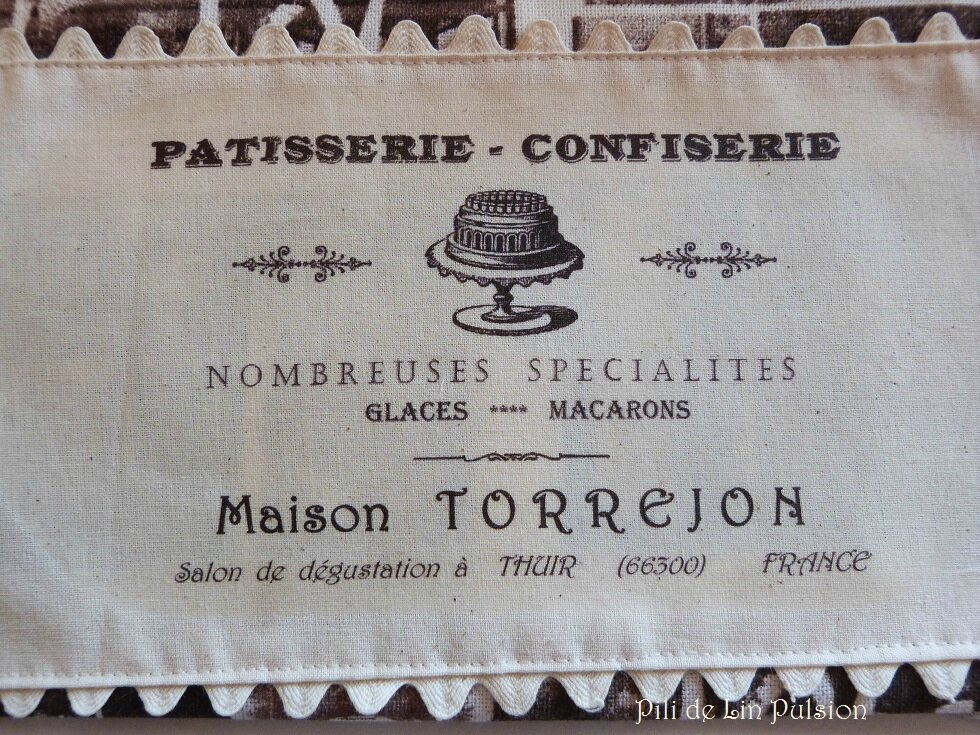 PATISSERIE - CONFISERIE
NOMBREUSES SPECIALITES
GLACES **** MACARONS
Maison TORREJON
Salon de dégustation à THUIR (66300) FRANCE
Pili de Lin Pulsion